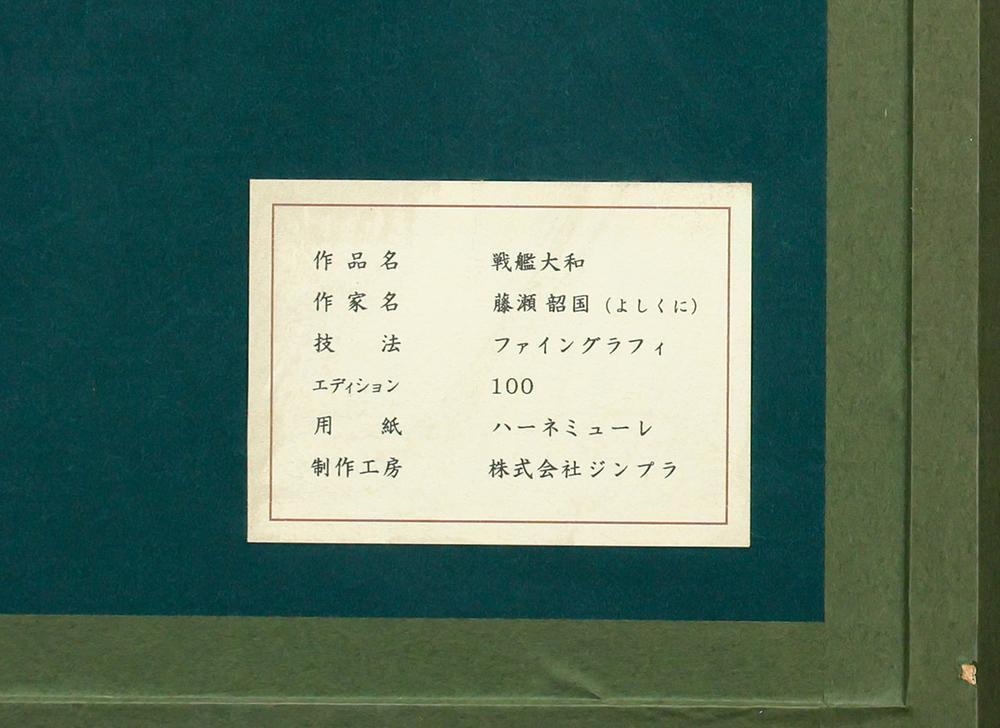 作品名 戦艦大和
作家名 藤瀬 韶国 (よしくに)
技法 ファイングラフィ
エディション 100
用紙 ハーネミューレ
制作工房 株式会社ジンプラ